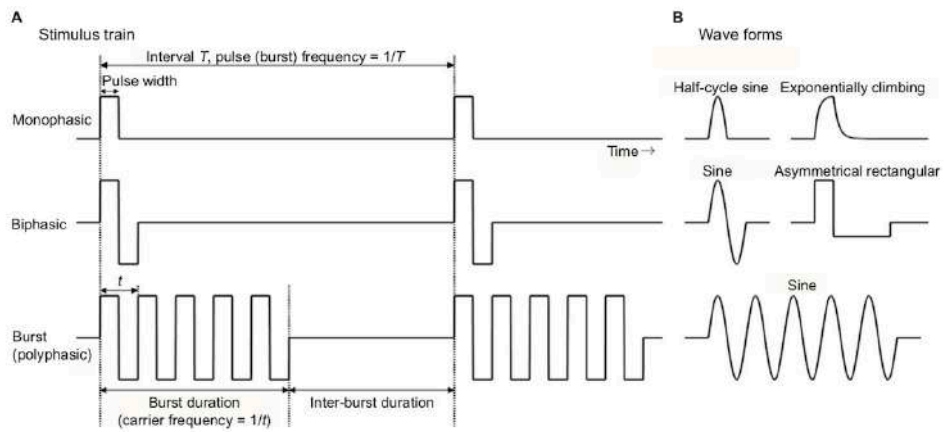 A
B
Stimulus train
Wave forms
Interval T, pulse (burst) frequency = 1/T
Pulse width
Half-cycle sine
Exponentially climbing
Monophasic
Time →
Sine
Asymmetrical rectangular
Biphasic
t
Sine
Burst
(polyphasic)
Burst duration
(carrier frequency = 1/t)
Inter-burst duration